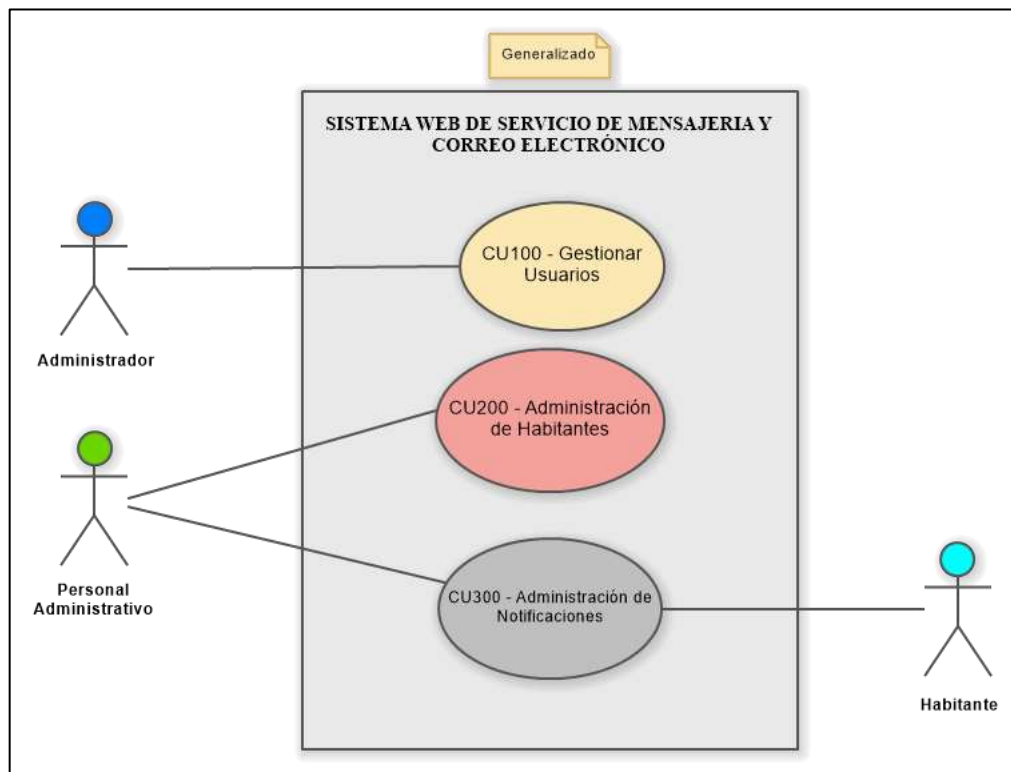 Generalizado
SISTEMA WEB DE SERVICIO DE MENSAJERIA Y
CORREO ELECTRÓNICO
CU100 - Gestionar
Usuarios
Administrador
CU200 - Administración
de Habitantes
Personal
Administrativo
CU300 - Administración de
Notificaciones
Habitante